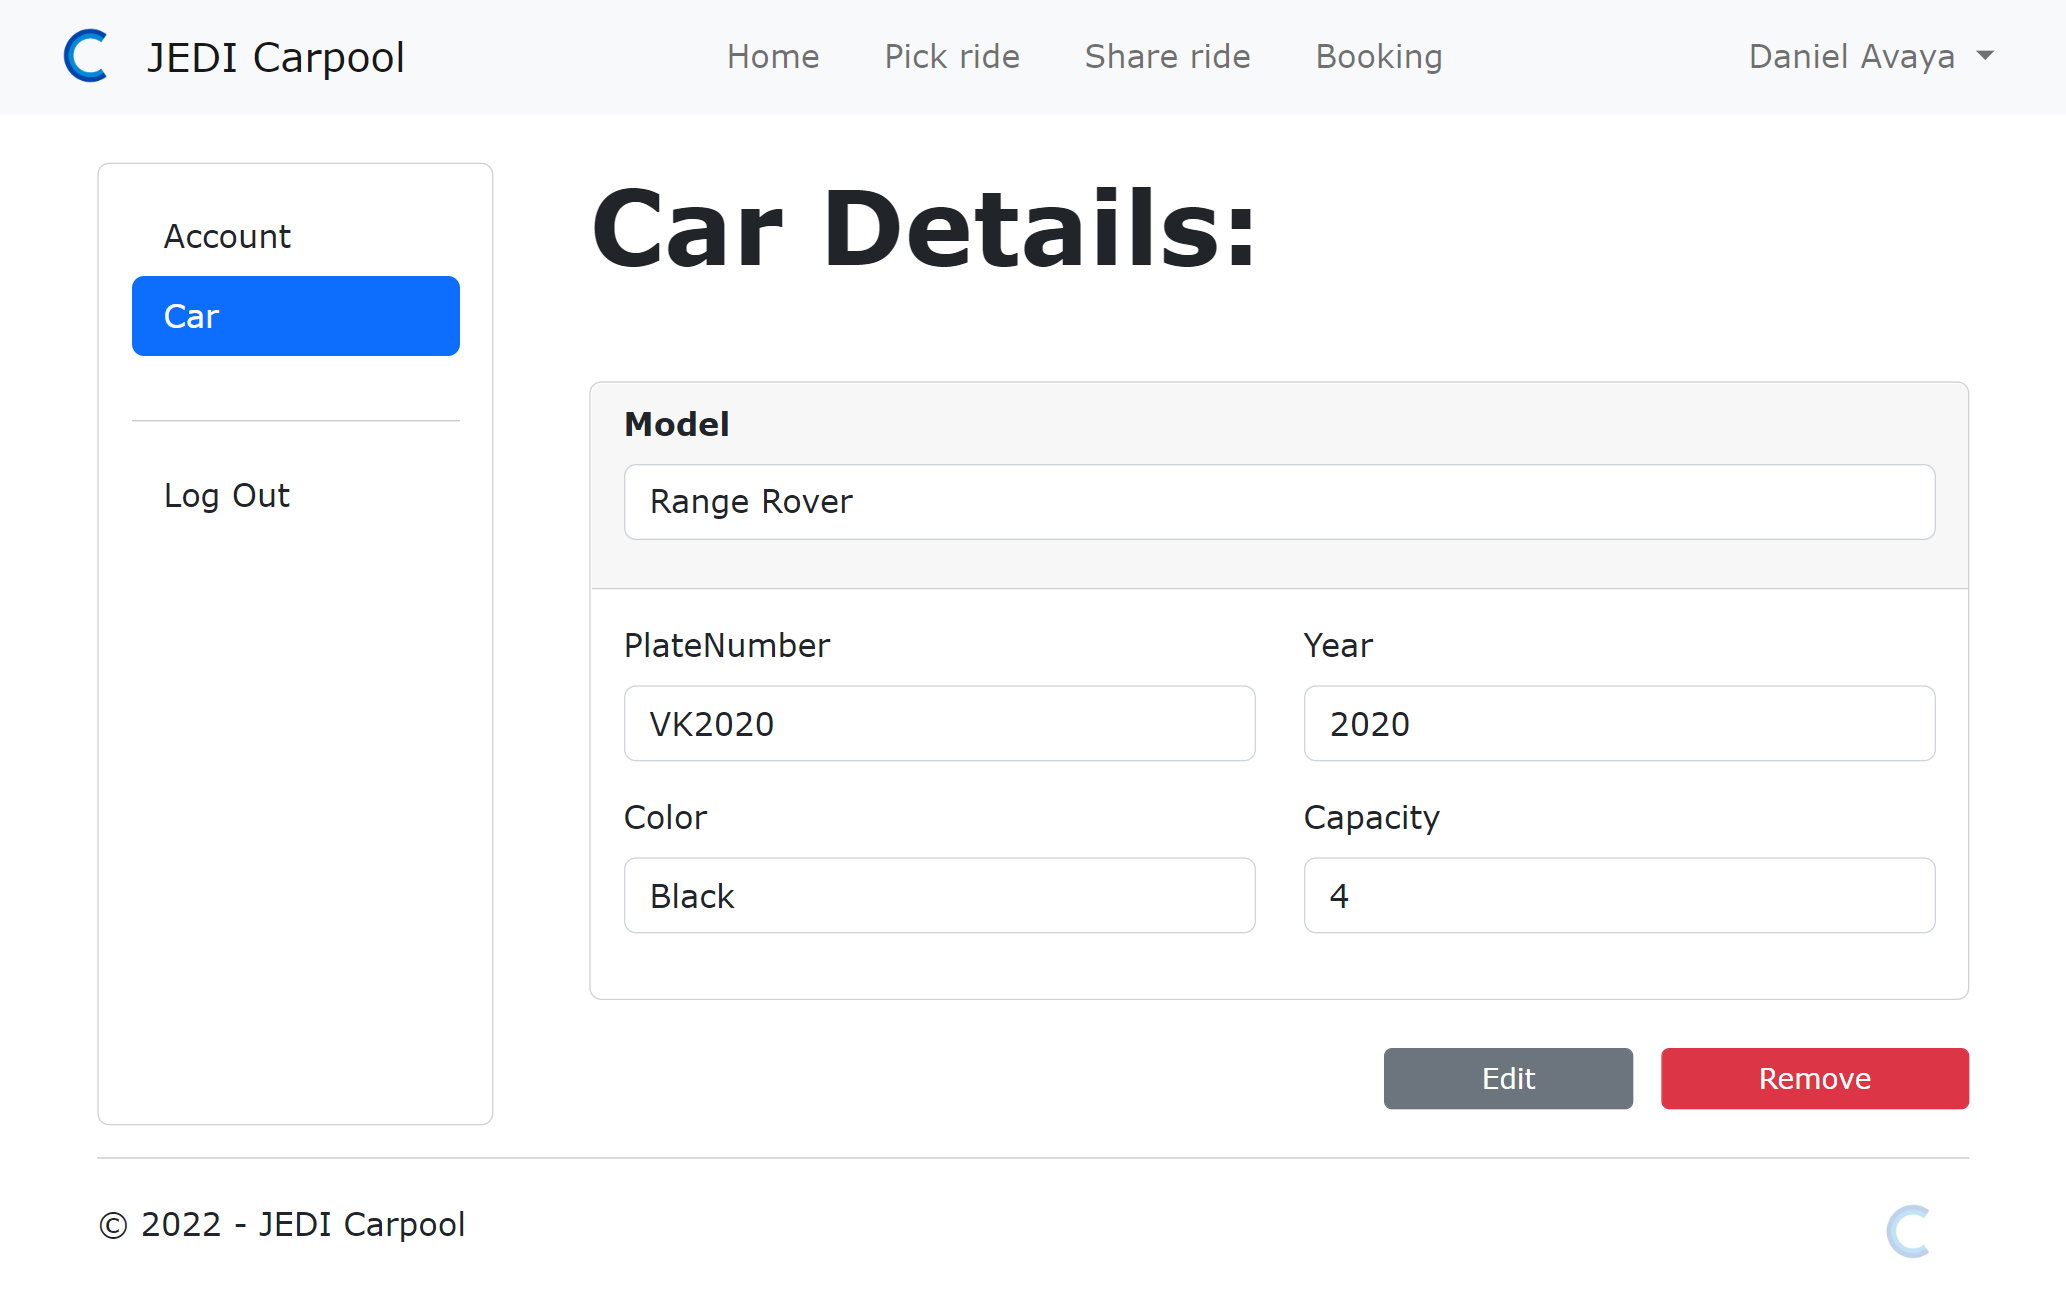 JEDI Carpool Home Pick ride Share ride Booking Daniel Avaya
Account
Car
Log Out
Car Details:
Model
Range Rover
PlateNumber Year
VK2020 2020
Color Capacity
Black 4
Edit Remove
© 2022 - JEDI Carpool